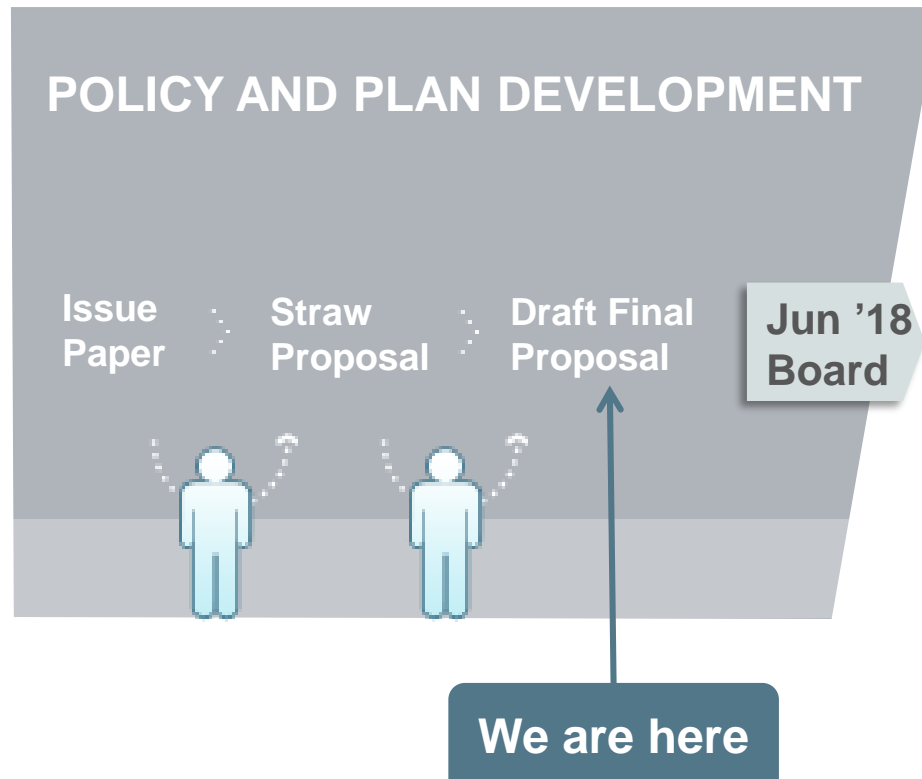 POLICY AND PLAN DEVELOPMENT
Issue
Paper
Straw
Proposal
Draft Final
Proposal
Jun ’18
Board
We are here